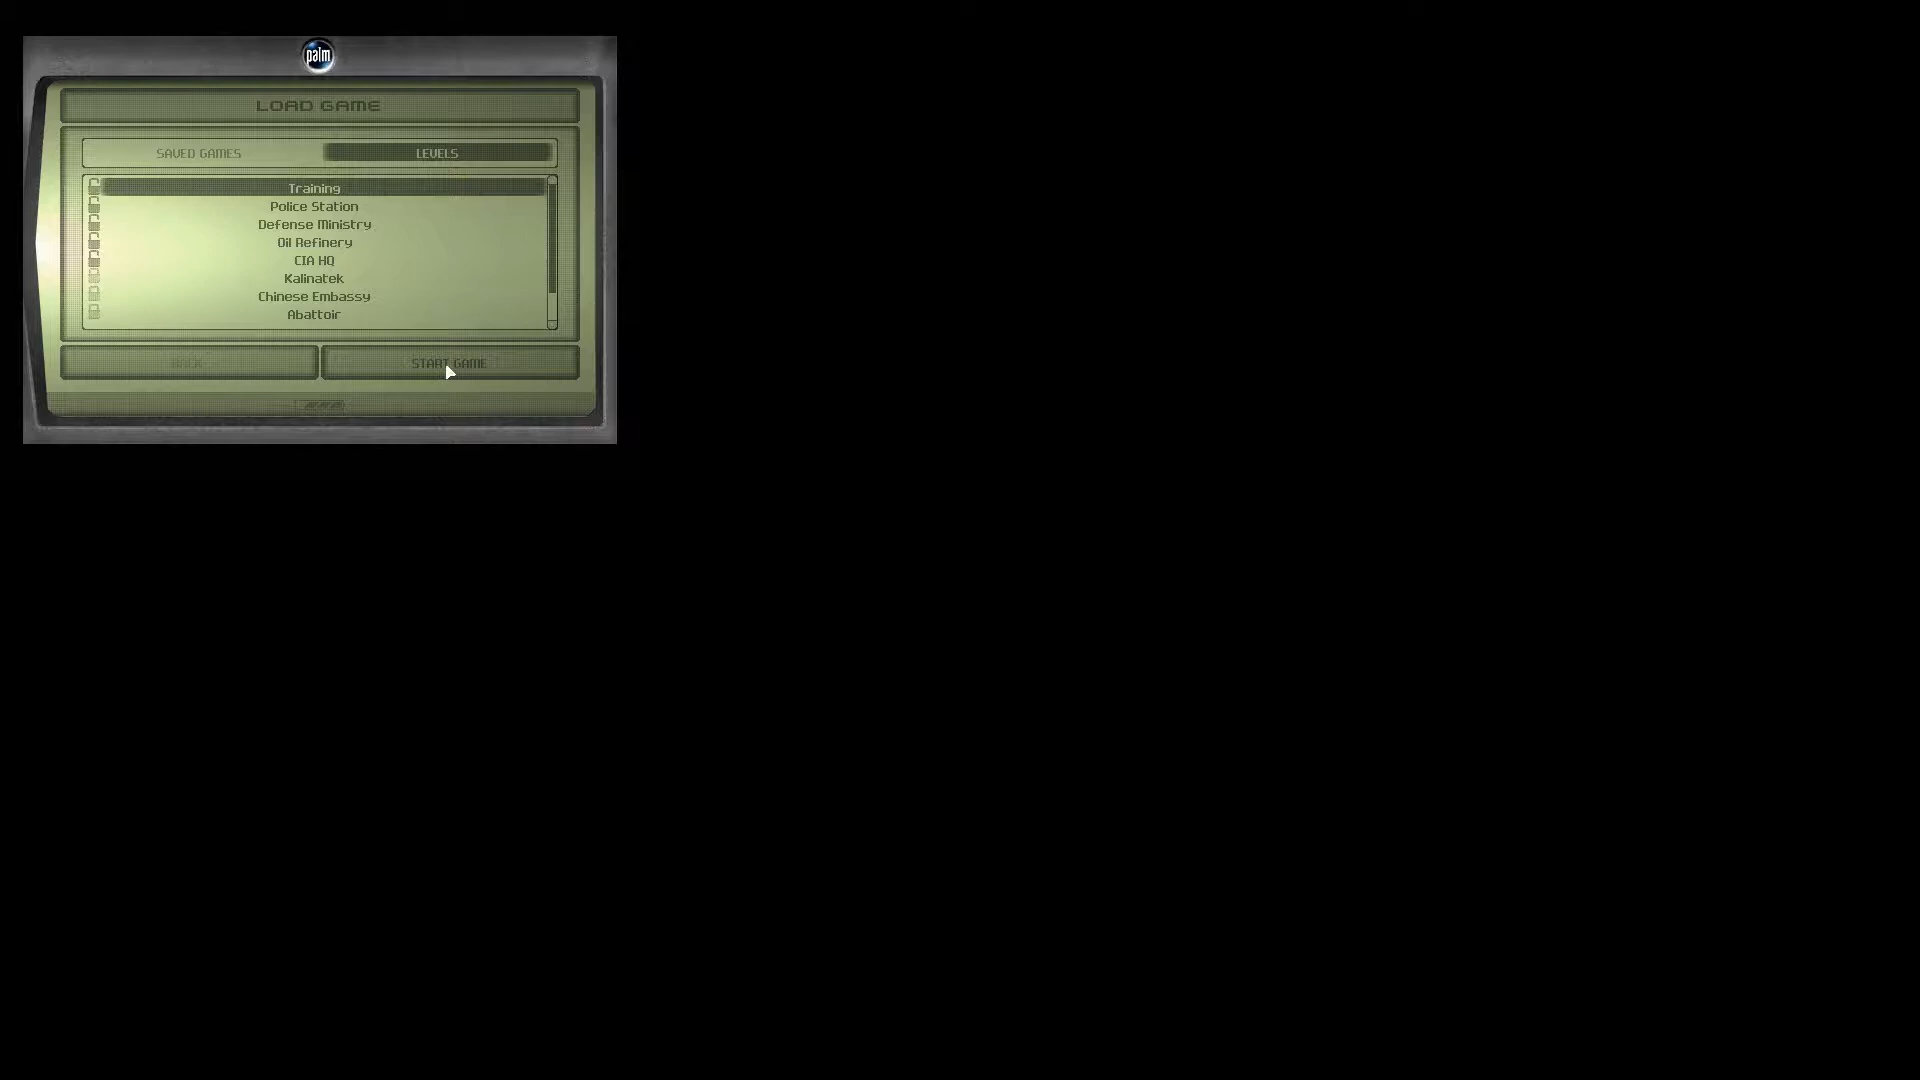 palm
LOAD GAME
SAVED GAMES
LEVELS
Training
Police Station
Defense Ministry
Oil Refinery
CIA HQ
Kalinatek
Chinese Embassy
Abattoir
BACK
START GAME